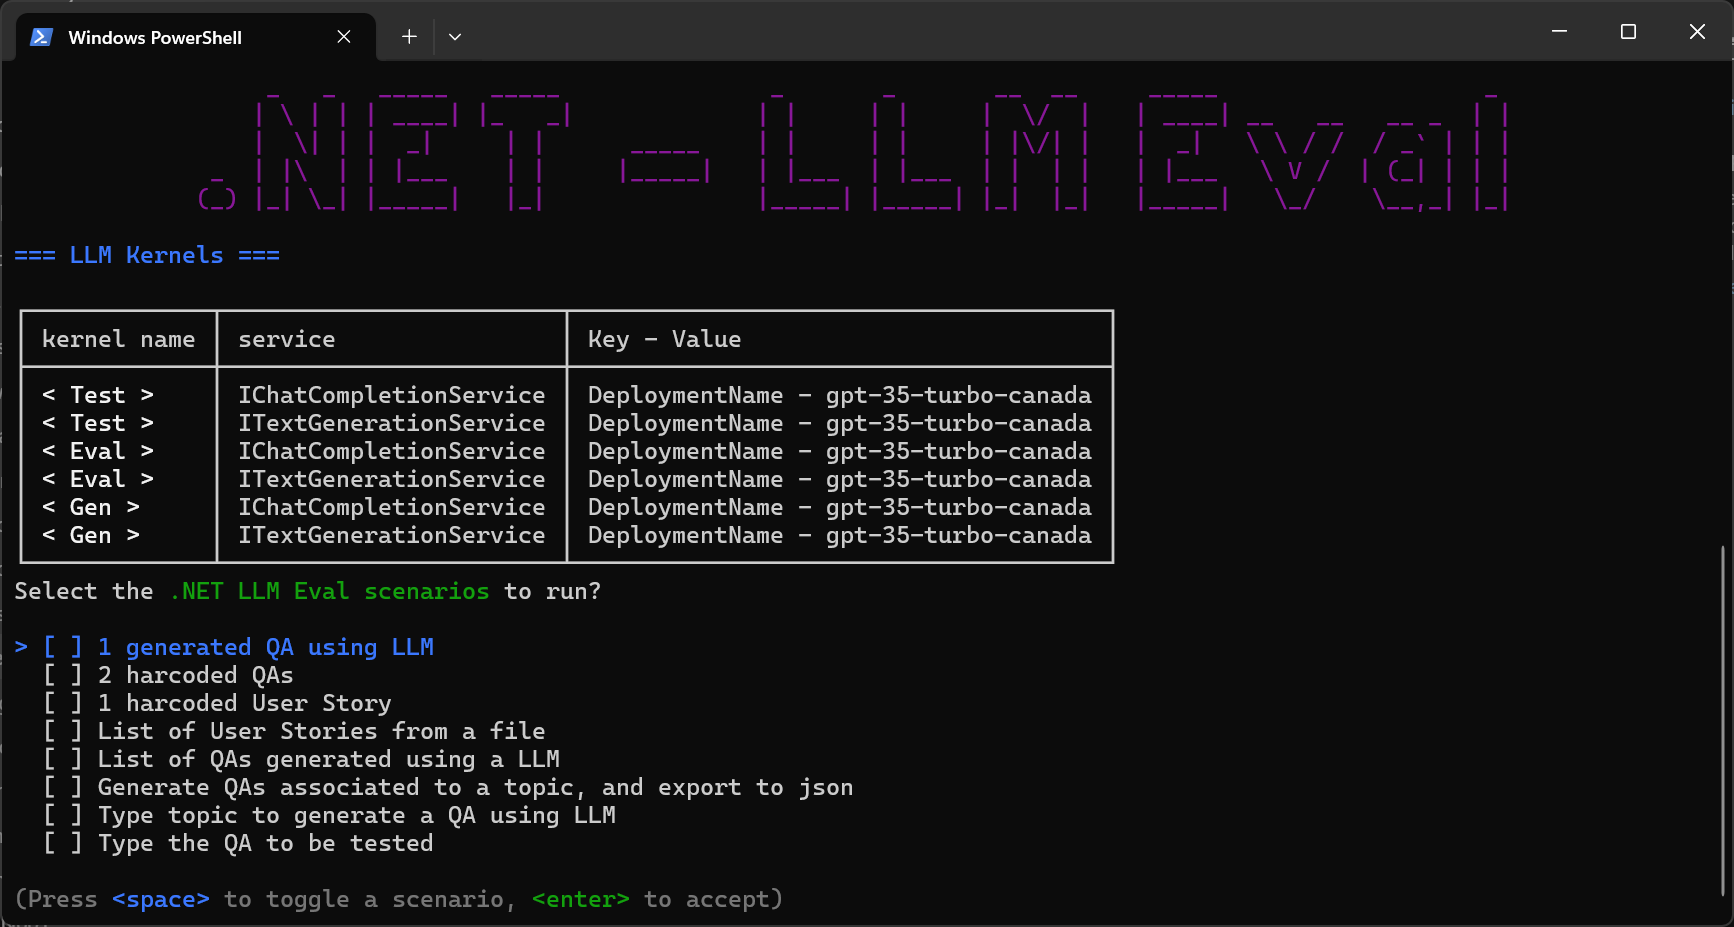 Windows PowerShell
.NET - LLM Eval
=== LLM Kernels ===
kernel name service Key - Value
< Test > IChatCompletionService DeploymentName - gpt-35-turbo-canada
< Test > ITextGenerationService DeploymentName - gpt-35-turbo-canada
< Eval > IChatCompletionService DeploymentName - gpt-35-turbo-canada
< Eval > ITextGenerationService DeploymentName - gpt-35-turbo-canada
< Gen > IChatCompletionService DeploymentName - gpt-35-turbo-canada
< Gen > ITextGenerationService DeploymentName - gpt-35-turbo-canada
Select the .NET LLM Eval scenarios to run?
> [ ] 1 generated QA using LLM
[ ] 2 harcoded QAs
[ ] 1 harcoded User Story
[ ] List of User Stories from a file
[ ] List of QAs generated using a LLM
[ ] Generate QAs associated to a topic, and export to json
[ ] Type topic to generate a QA using LLM
[ ] Type the QA to be tested
(Press <space> to toggle a scenario, <enter> to accept)